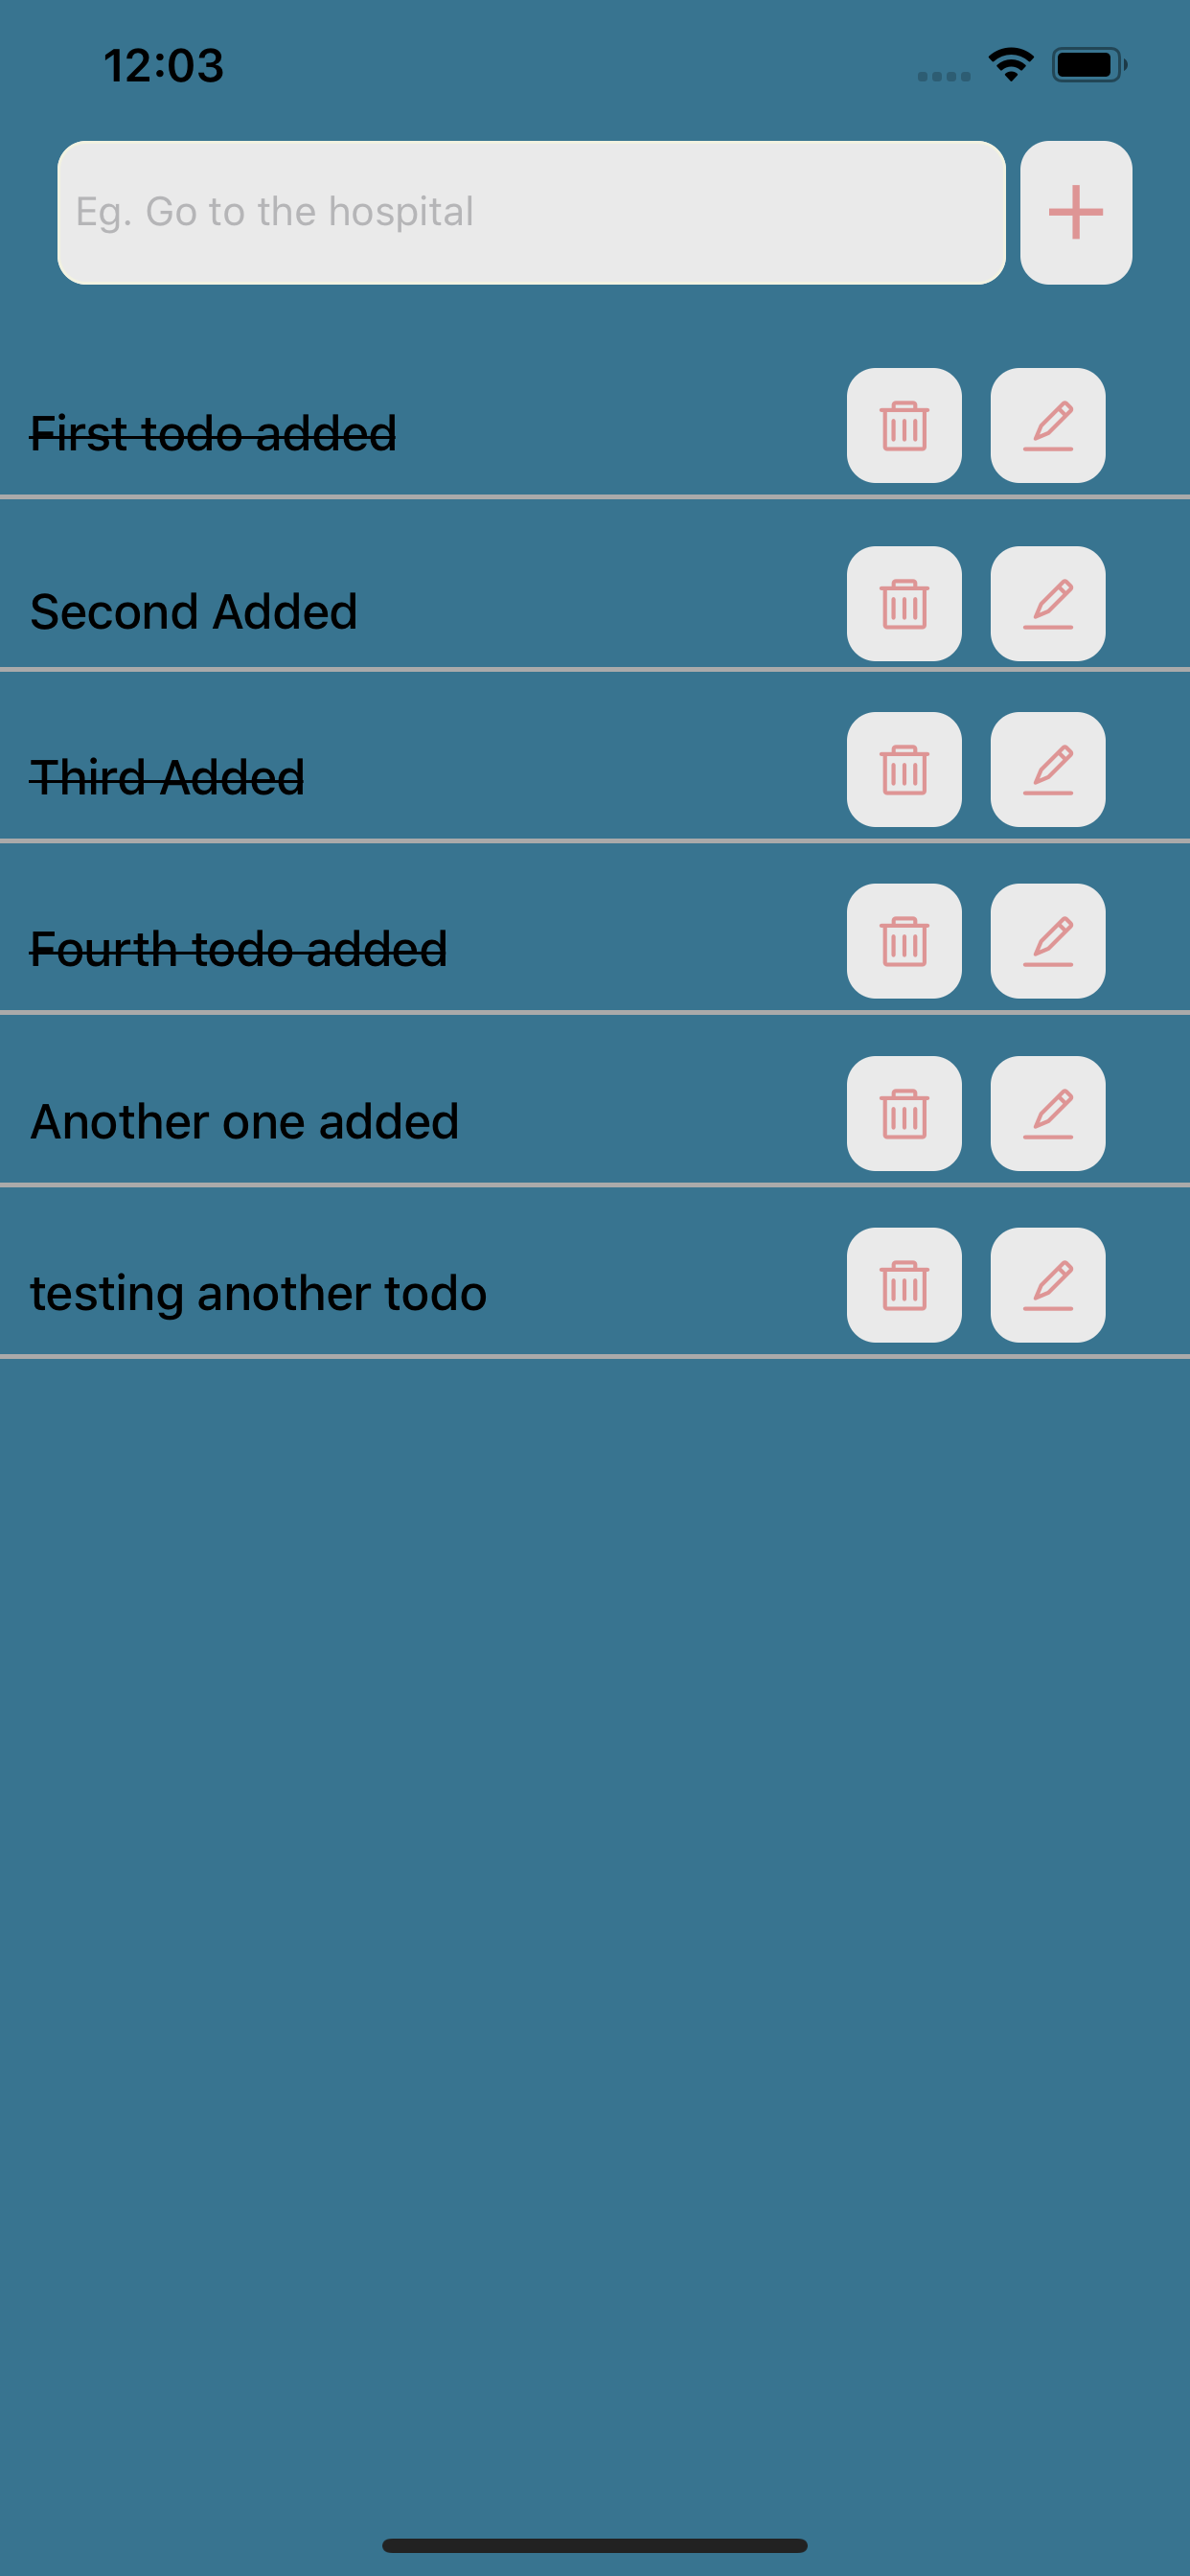 12:03
Eg. Go to the hospital
First todo added
Second Added
Third Added
Fourth todo added
Another one added
testing another todo